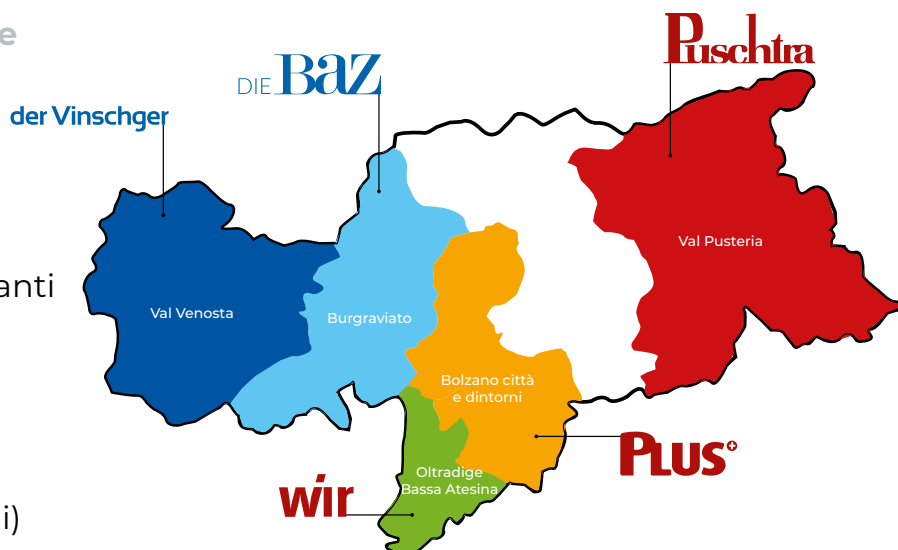 e
Puschtra
DIE BAZ
der Vinschger
Val Pusteria
anti
Val Venosta
Burgraviato
Bolzano città
e dintorni
PLUS+
Oltradige
Bassa Atesina
wir
i)